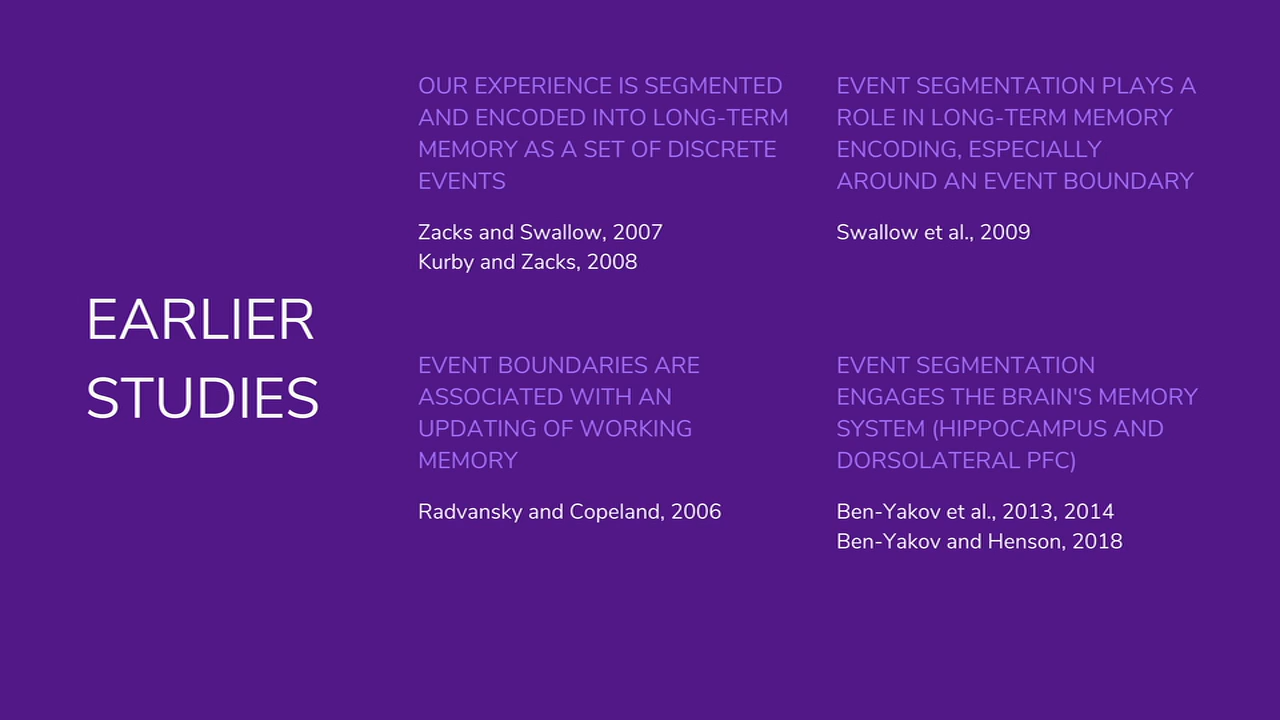 EARLIER
STUDIES
OUR EXPERIENCE IS SEGMENTED
AND ENCODED INTO LONG-TERM
MEMORY AS A SET OF DISCRETE
EVENTS
Zacks and Swallow, 2007
Kurby and Zacks, 2008
EVENT SEGMENTATION PLAYS A
ROLE IN LONG-TERM MEMORY
ENCODING, ESPECIALLY
AROUND AN EVENT BOUNDARY
Swallow et al., 2009
EVENT BOUNDARIES ARE
ASSOCIATED WITH AN
UPDATING OF WORKING
MEMORY
Radvansky and Copeland, 2006
EVENT SEGMENTATION
ENGAGES THE BRAIN'S MEMORY
SYSTEM (HIPPOCAMPUS AND
DORSOLATERAL PFC)
Ben-Yakov et al., 2013, 2014
Ben-Yakov and Henson, 2018